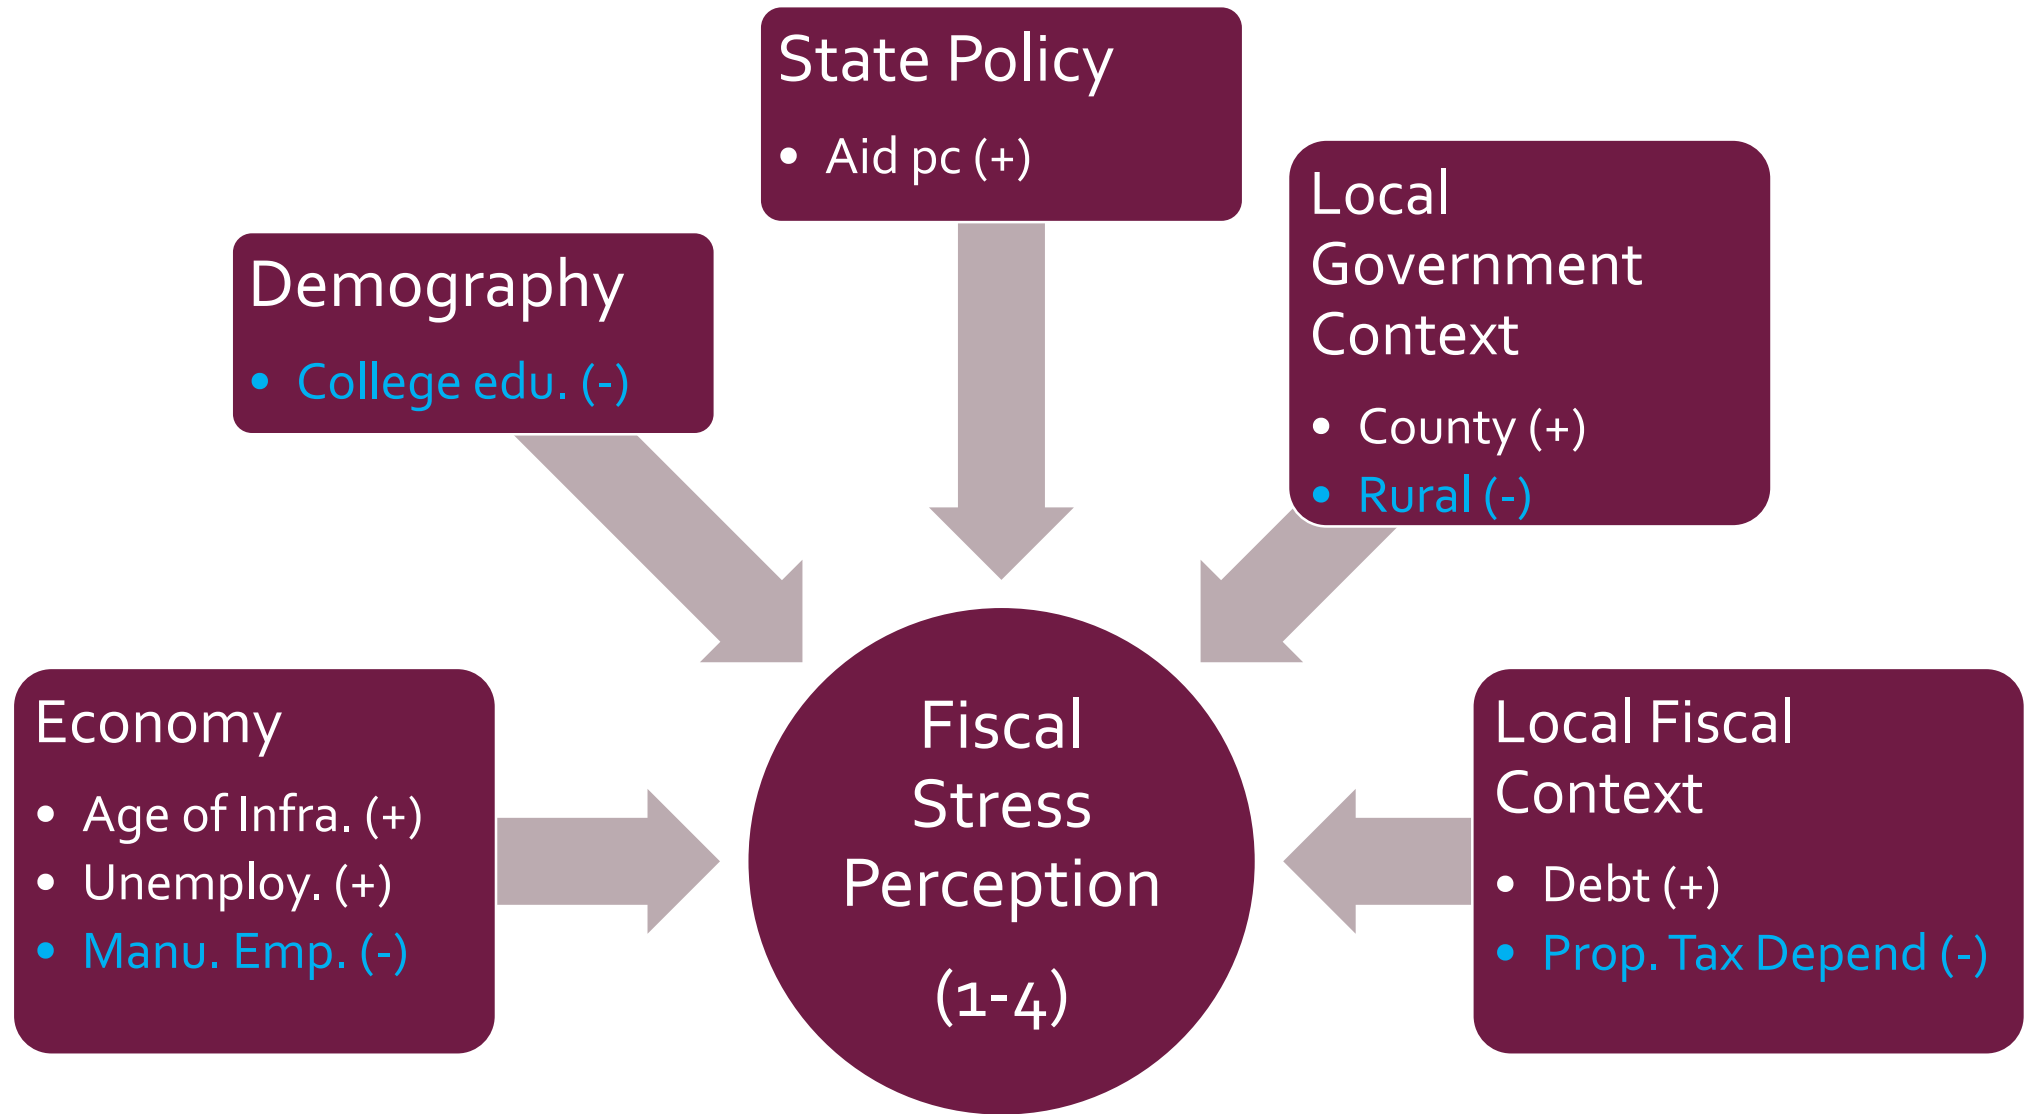 State Policy
• Aid pc (+)
Demography
• College edu. (-)
Local
Government
Context
• County (+)
• Rural (-)
Economy
• Age of Infra. (+)
• Unemploy. (+)
• Manu. Emp. (-)
Fiscal
Stress
Perception
(1-4)
Local Fiscal
Context
• Debt (+)
• Prop. Tax Depend (-)